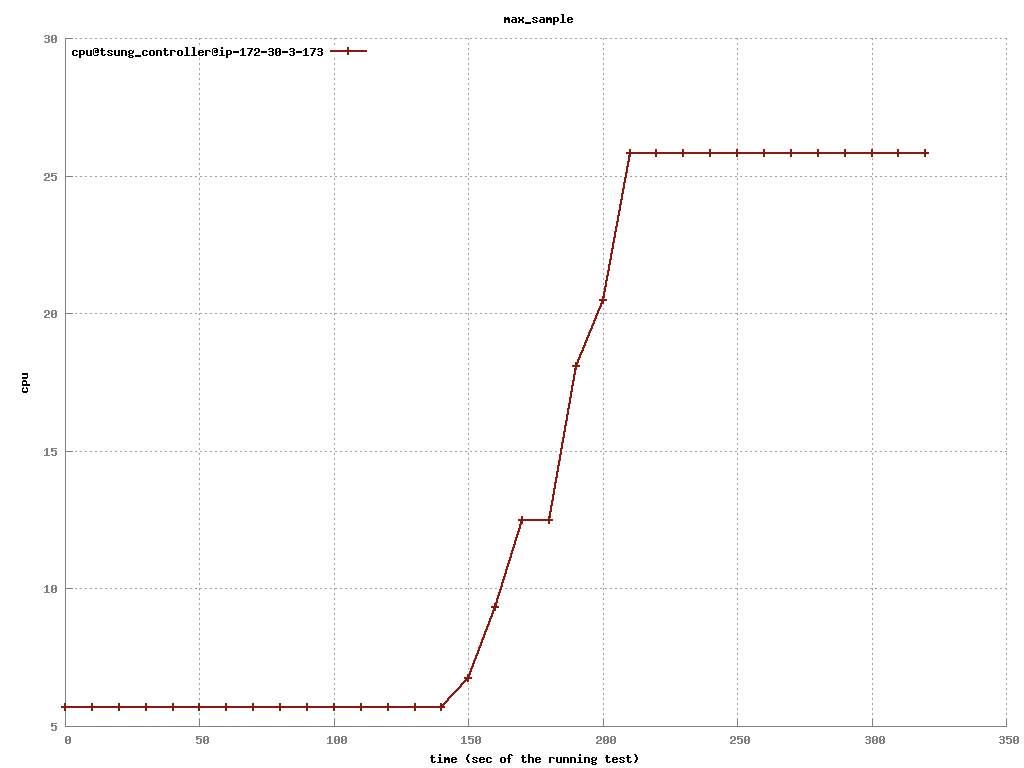 max_sample
cpu@tsung_controller@ip-172-30-3-173
30
25
20
15
10
5
cpu
0 50 100 150 200 250 300 350
time (sec of the running test)